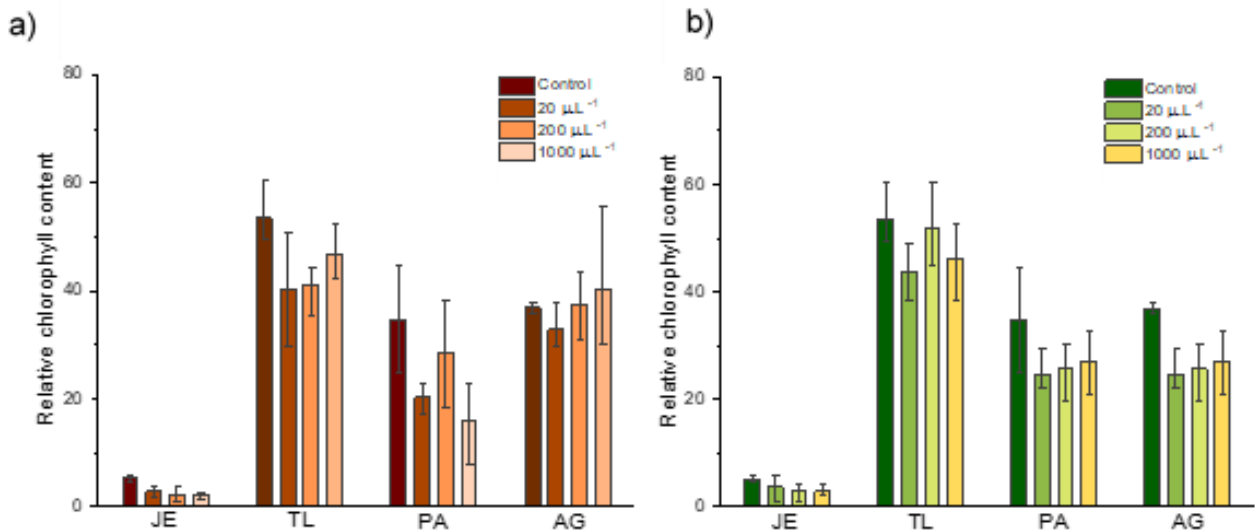 a)
80
60
40
20
0
Relative chlorophyll content
Control
20 µL⁻¹
200 µL⁻¹
1000 µL⁻¹
JE TL PA AG
b)
80
60
40
20
0
Relative chlorophyll content
Control
20 µL⁻¹
200 µL⁻¹
1000 µL⁻¹
JE TL PA AG